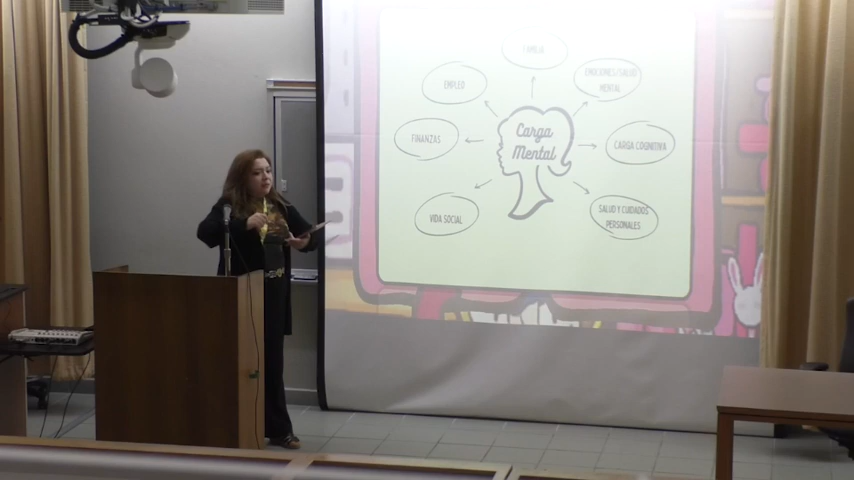 FAMILIA
EMPLEO
EMOCIONES/SALUD
MENTAL
FINANZAS
Carga
Mental
CARGA COGNITIVA
VIDA SOCIAL
SALUD Y CUIDADOS
PERSONALES